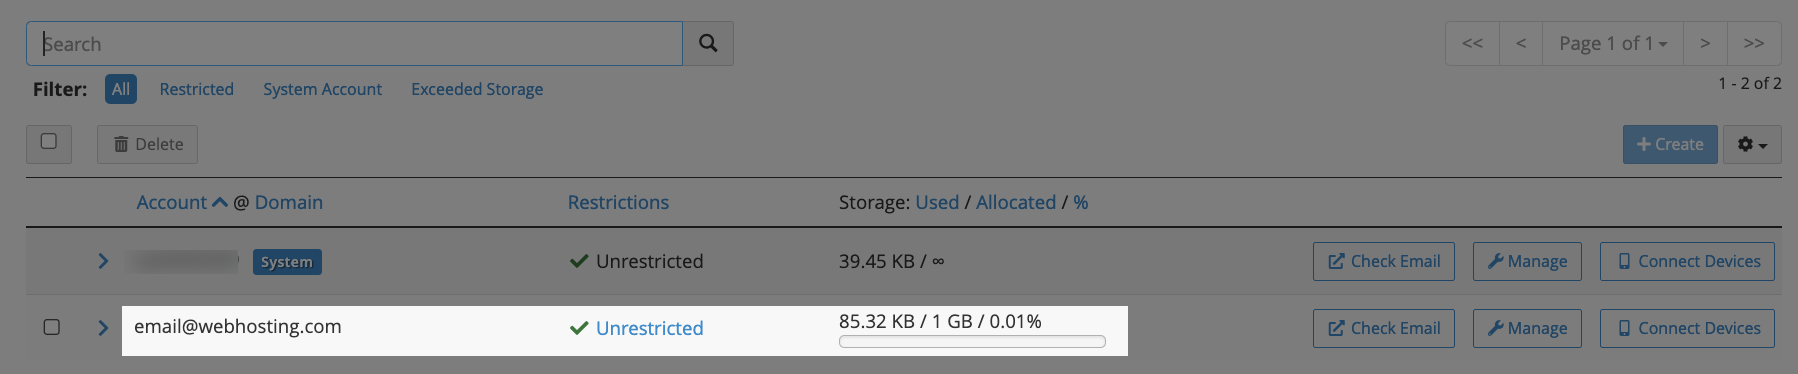 Search
<< < Page 1 of 1 > >>
Filter: All Restricted System Account Exceeded Storage
1 - 2 of 2
Delete
+ Create
Account @ Domain Restrictions Storage: Used / Allocated / %
System Unrestricted 39.45 KB / ∞ Check Email Manage Connect Devices
email@webhosting.com Unrestricted 85.32 KB / 1 GB / 0.01% Check Email Manage Connect Devices